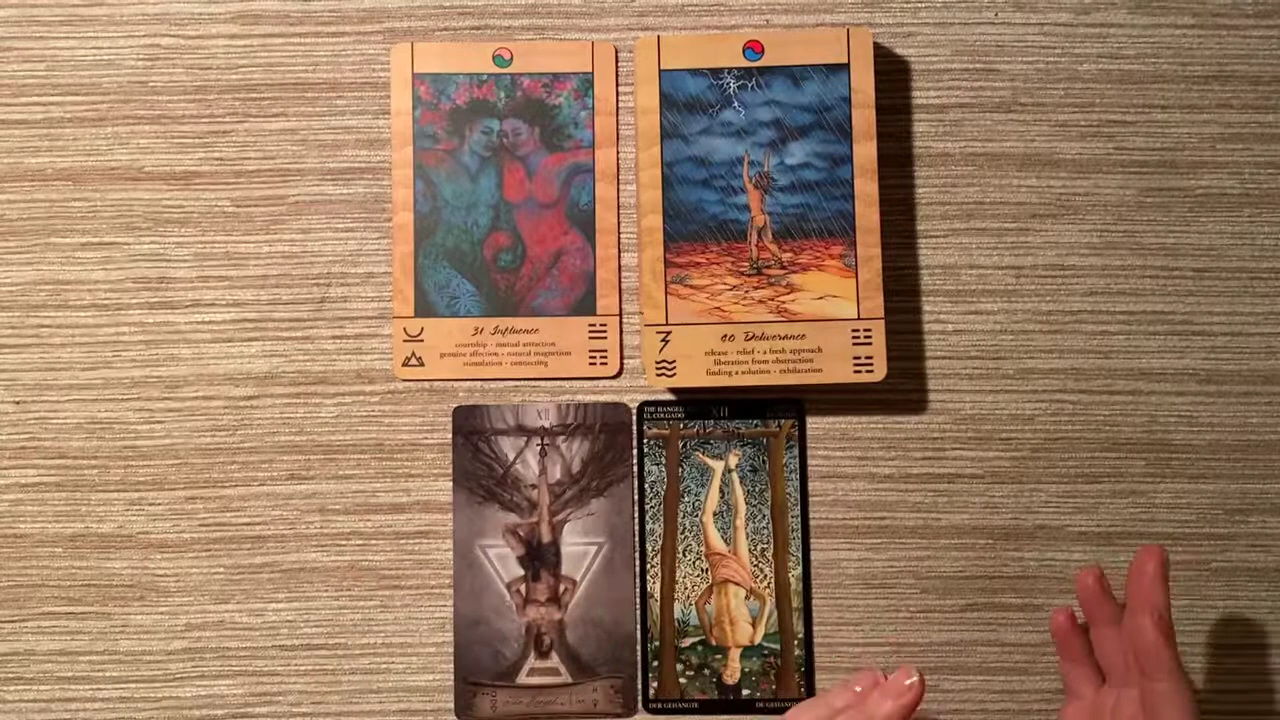 31 Influence
courtship · mutual attraction
genuine affection · natural magnetism
stimulation · connecting
40 Deliverance
release · relief · a fresh approach
liberation from obstruction
finding a solution · exhilaration
XII
THE HANGED
XII
EL COLGADO
DER GEHÄNGTE